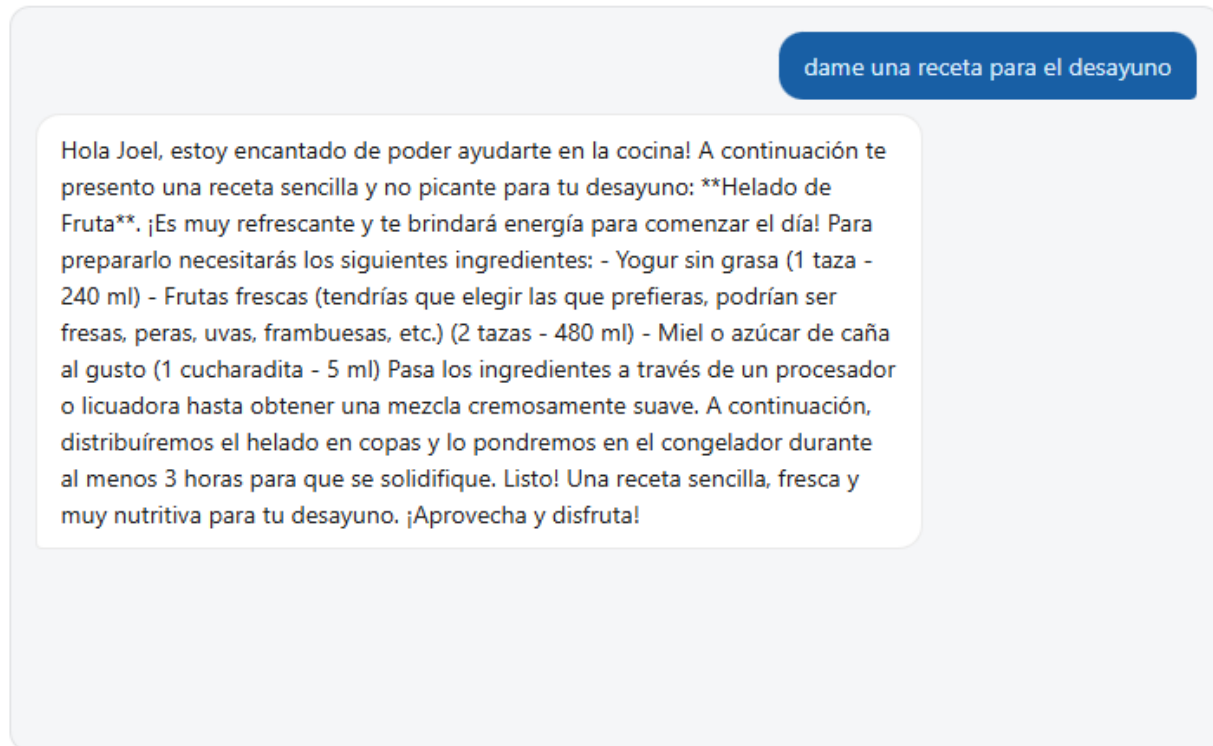 dame una receta para el desayuno
Hola Joel, estoy encantado de poder ayudarte en la cocina! A continuación te
presento una receta sencilla y no picante para tu desayuno: **Helado de
Fruta**. ¡Es muy refrescante y te brindará energía para comenzar el día! Para
prepararlo necesitarás los siguientes ingredientes: - Yogur sin grasa (1 taza -
240 ml) - Frutas frescas (tendrías que elegir las que prefieras, podrían ser
fresas, peras, uvas, frambuesas, etc.) (2 tazas - 480 ml) - Miel o azúcar de caña
al gusto (1 cucharadita - 5 ml) Pasa los ingredientes a través de un procesador
o licuadora hasta obtener una mezcla cremosamente suave. A continuación,
distribuíremos el helado en copas y lo pondremos en el congelador durante
al menos 3 horas para que se solidifique. Listo! Una receta sencilla, fresca y
muy nutritiva para tu desayuno. ¡Aprovecha y disfruta!